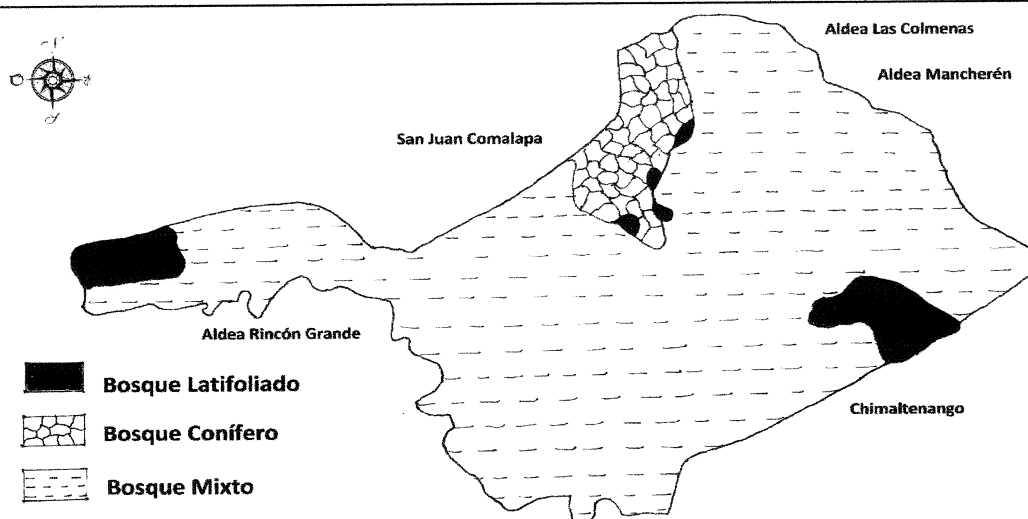 N
O
S
Aldea Las Colmenas
Aldea Mancherén
San Juan Comalapa
Aldea Rincón Grande
Bosque Latifoliado
Bosque Conífero
Bosque Mixto
Chimaltenango